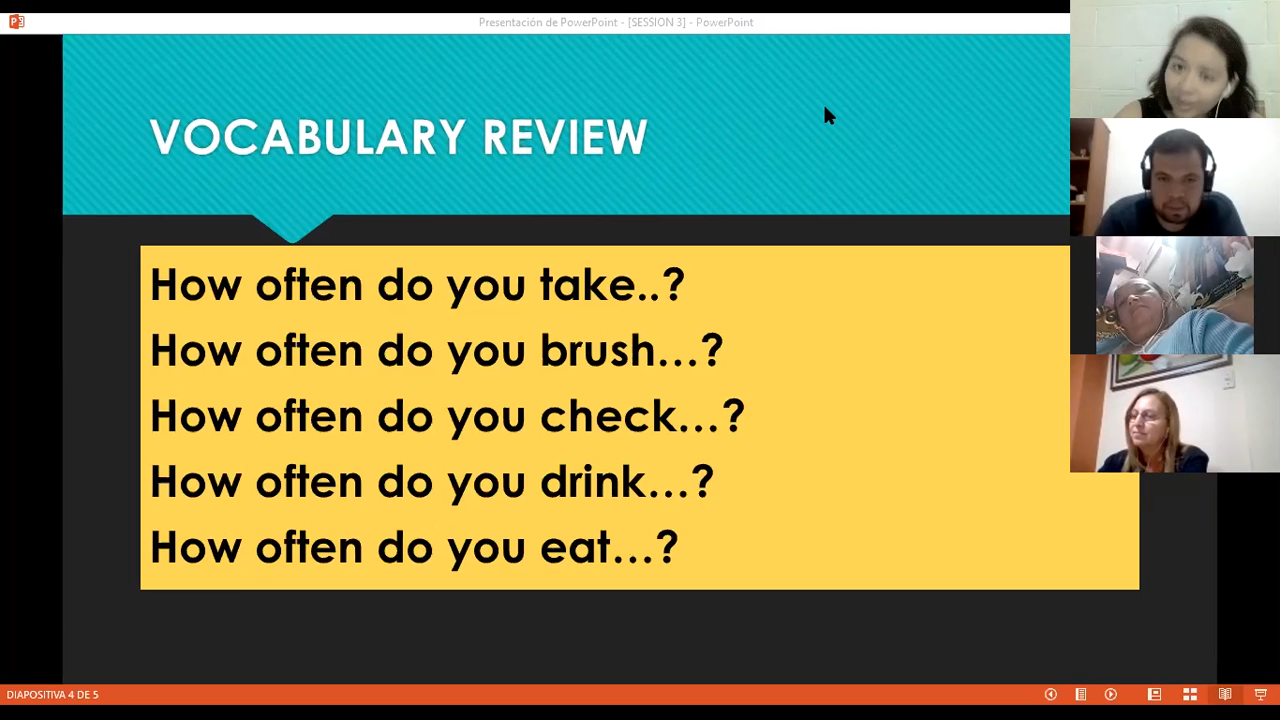 Presentación de PowerPoint - [SESSION 3] - PowerPoint
VOCABULARY REVIEW
How often do you take..?
How often do you brush...?
How often do you check...?
How often do you drink...?
How often do you eat...?
DIAPOSITIVA 4 DE 5